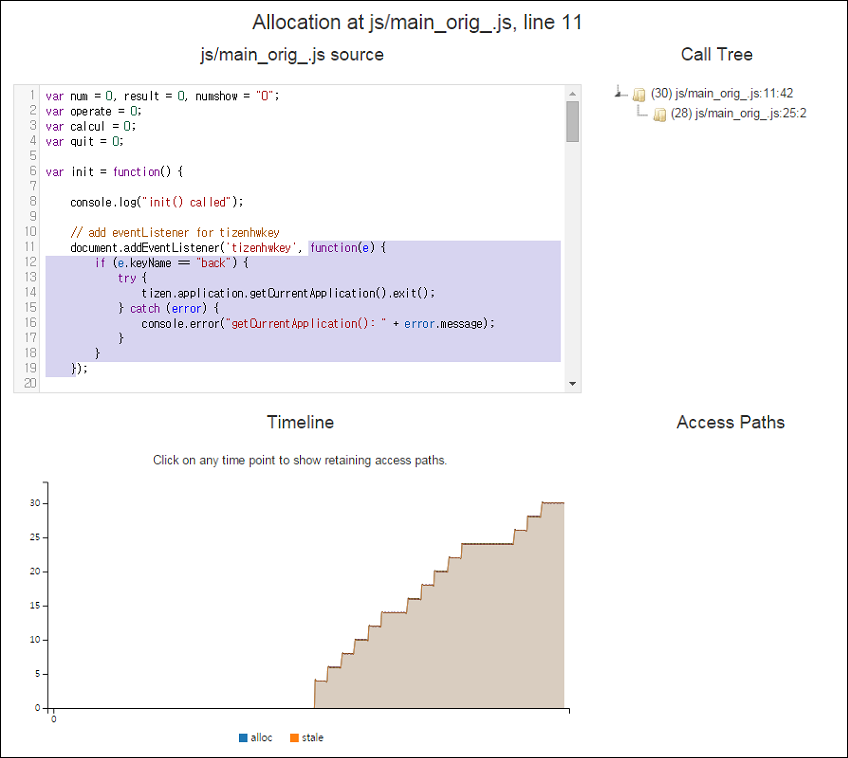 Allocation at js/main_orig_.js, line 11
js/main_orig_.js source
1 var num = 0, result = 0, numshow = "0";
2 var operate = 0;
3 var calcul = 0;
4 var quit = 0;
5
6 var init = function() {
7
8 console.log("init() called");
9
10 // add eventListener for tizenhwkey
11 document.addEventListener('tizenhwkey', function(e) {
12 if (e.keyName == "back") {
13 try {
14 tizen.application.getCurrentApplication().exit();
15 } catch (error) {
16 console.error("getCurrentApplication(): " + error.message);
17 }
18 }
19 });
20
Call Tree
(30) js/main_orig_.js:11:42
(28) js/main_orig_.js:25:2
Timeline
Click on any time point to show retaining access paths.
30
25
20
15
10
5
0
0
alloc stale
Access Paths